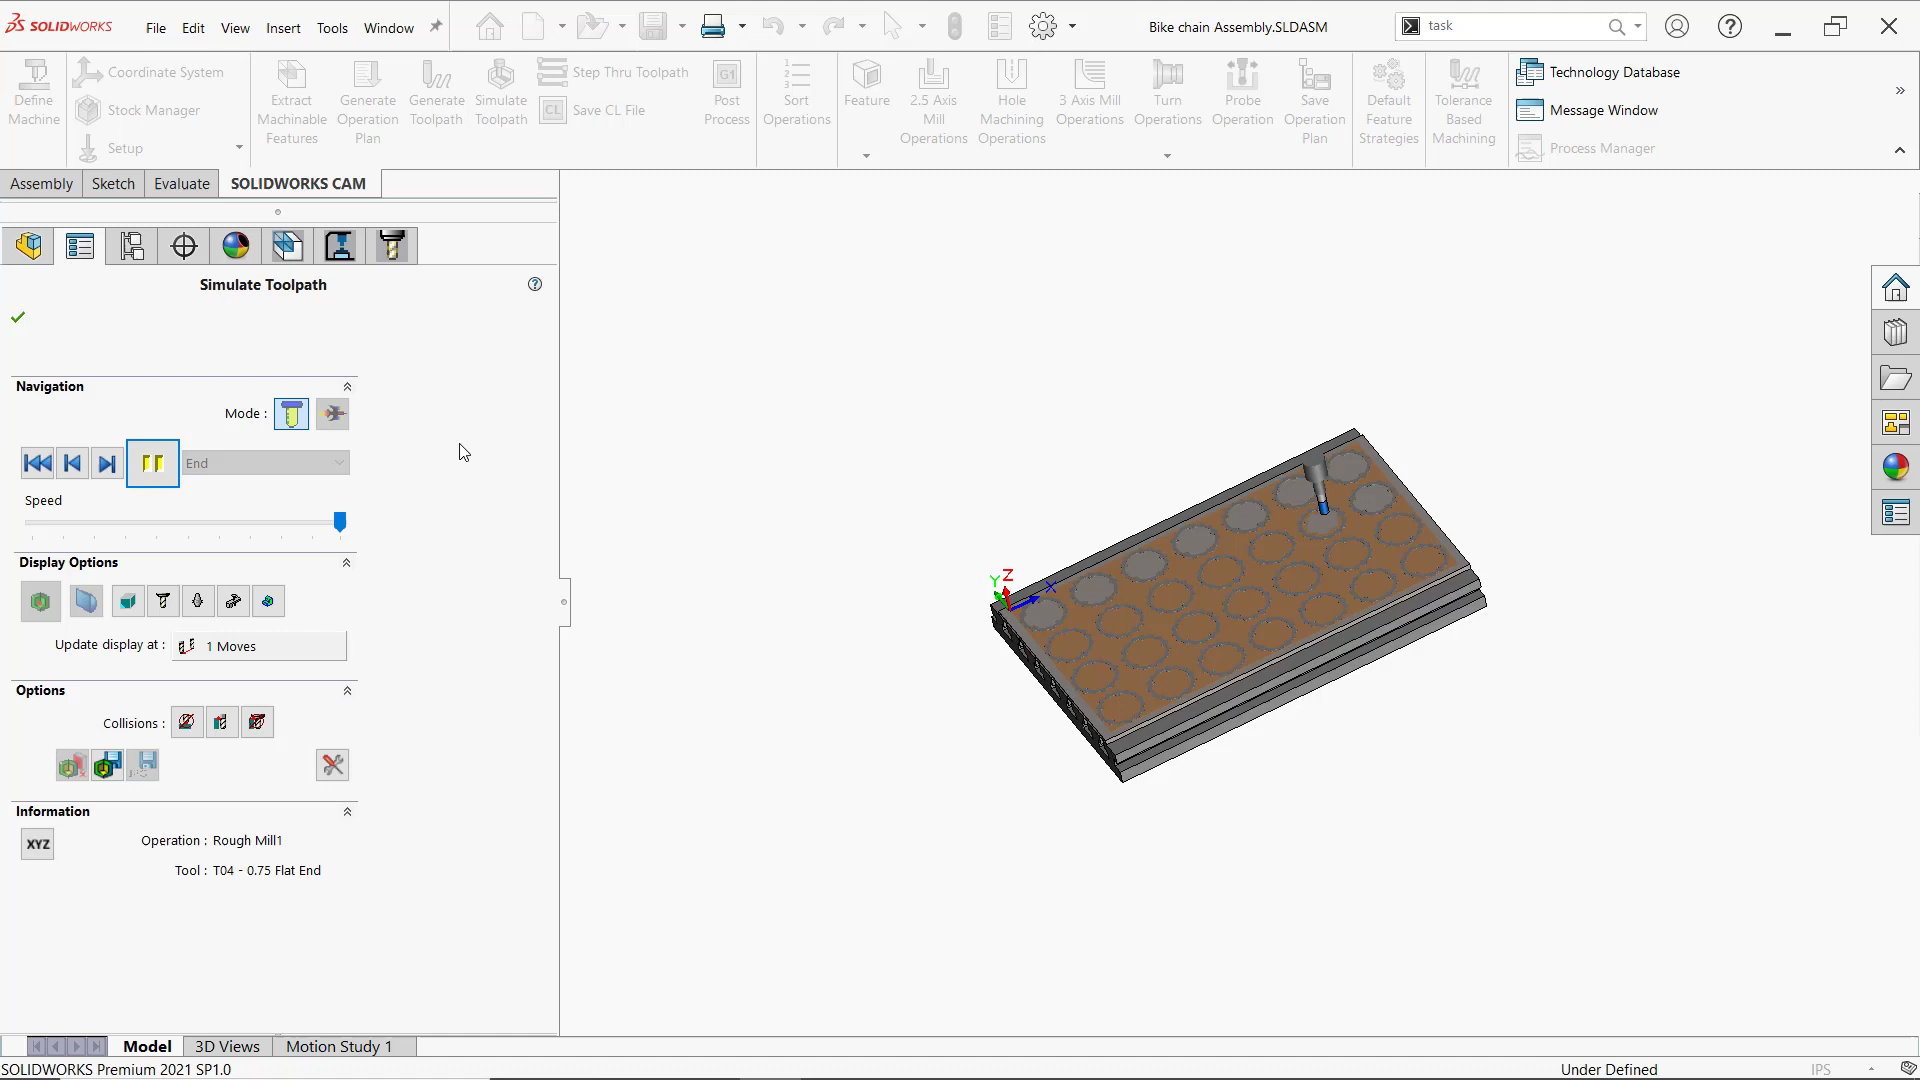 SOLIDWORKS
File Edit View Insert Tools Window
Bike chain Assembly.SLDASM
task
Define Machine
Coordinate System
Stock Manager
Setup
Extract Machinable Features
Generate Operation Plan
Generate Toolpath
Simulate Toolpath
Step Thru Toolpath
CL Save CL File
G1 Post Process
Sort Operations
Feature
2.5 Axis Mill Operations
Hole Machining Operations
3 Axis Mill Operations
Turn Operations
Probe Operation
Save Operation Plan
Default Feature Strategies
Tolerance Based Machining
Technology Database
Message Window
Process Manager
Assembly Sketch Evaluate SOLIDWORKS CAM
Simulate Toolpath
Navigation
Mode :
End
Speed
Display Options
Update display at : 1 Moves
Options
Collisions :
Information
XYZ
Operation : Rough Mill1
Tool : T04 - 0.75 Flat End
Y Z X
Model 3D Views Motion Study 1
SOLIDWORKS Premium 2021 SP1.0
Under Defined
IPS